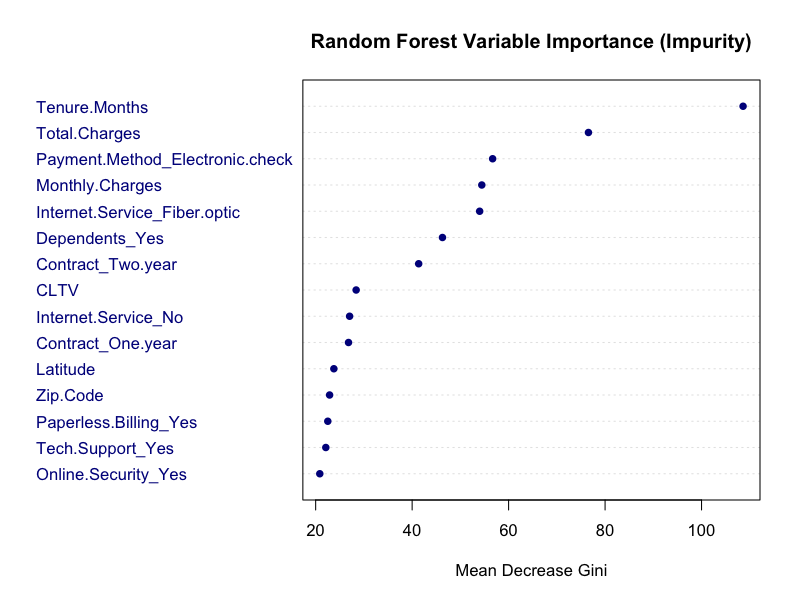 Random Forest Variable Importance (Impurity)
Tenure.Months
Total.Charges
Payment.Method_Electronic.check
Monthly.Charges
Internet.Service_Fiber.optic
Dependents_Yes
Contract_Two.year
CLTV
Internet.Service_No
Contract_One.year
Latitude
Zip.Code
Paperless.Billing_Yes
Tech.Support_Yes
Online.Security_Yes
20 40 60 80 100
Mean Decrease Gini